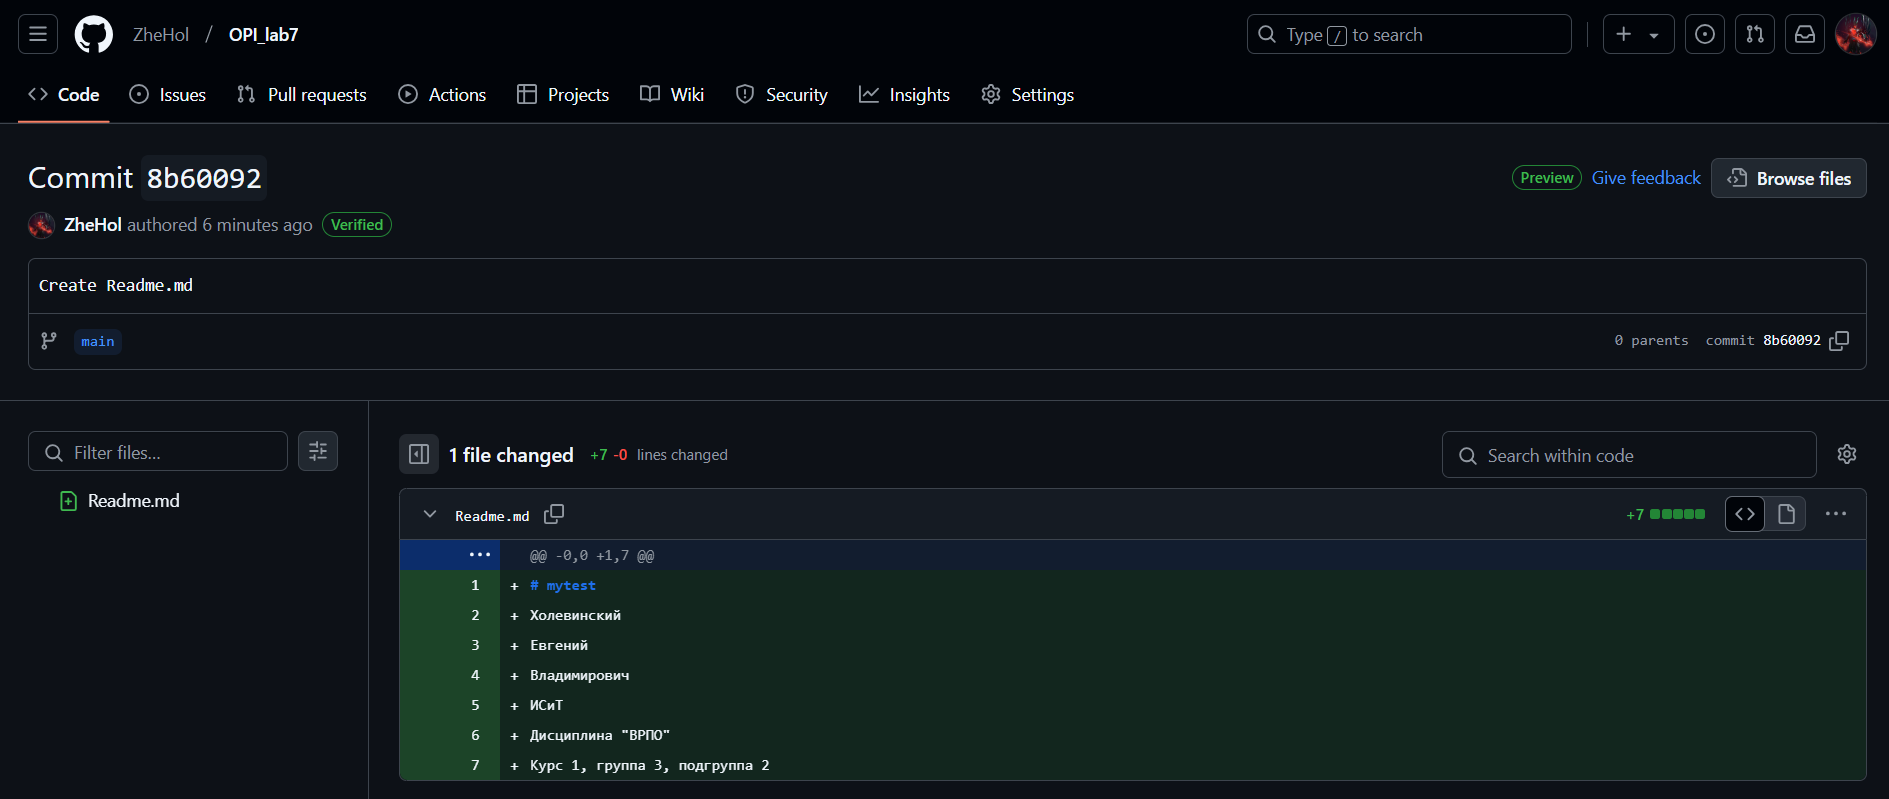 ZheHol / OPI_lab7
Type / to search
Code Issues Pull requests Actions Projects Wiki Security Insights Settings
Commit 8b60092
Preview Give feedback Browse files
ZheHol authored 6 minutes ago Verified
Create Readme.md
main
0 parents commit 8b60092
Filter files...
1 file changed +7 -0 lines changed
Search within code
Readme.md
Readme.md
+7
@@ -0,0 +1,7 @@
1 + # mytest
2 + Холевинский
3 + Евгений
4 + Владимирович
5 + ИСиТ
6 + Дисциплина "ВРПО"
7 + Курс 1, группа 3, подгруппа 2